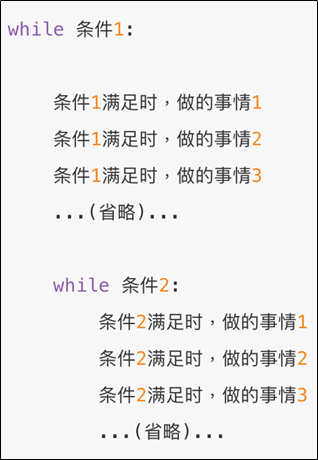 while 条件1:
条件1满足时，做的事情1
条件1满足时，做的事情2
条件1满足时，做的事情3
...(省略)...
while 条件2:
条件2满足时，做的事情1
条件2满足时，做的事情2
条件2满足时，做的事情3
...(省略)...